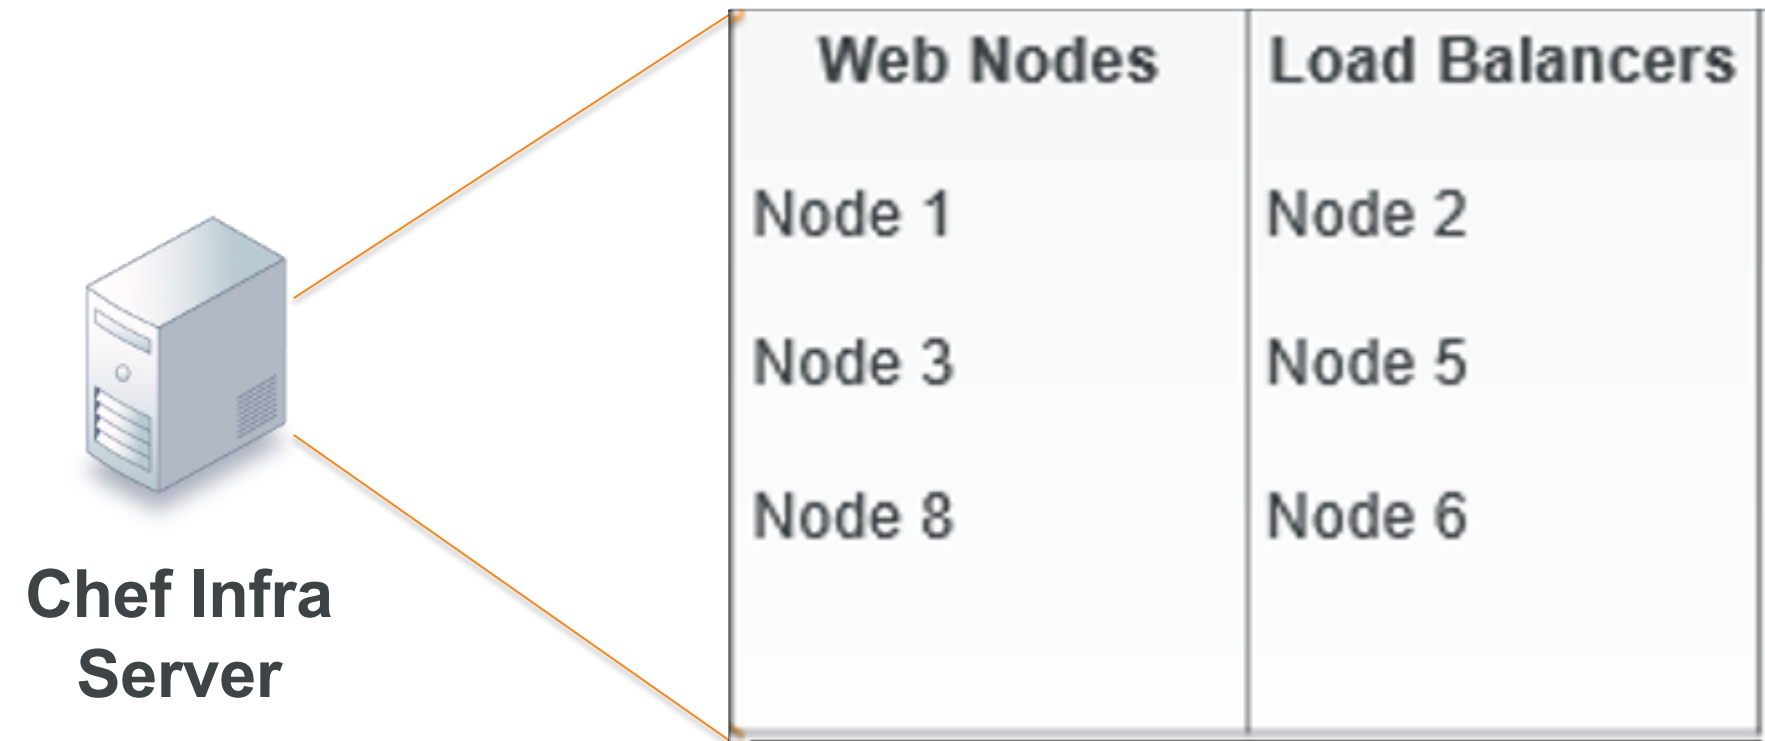 Web Nodes Load Balancers
Node 1 Node 2
Node 3 Node 5
Node 8 Node 6
Chef Infra
Server